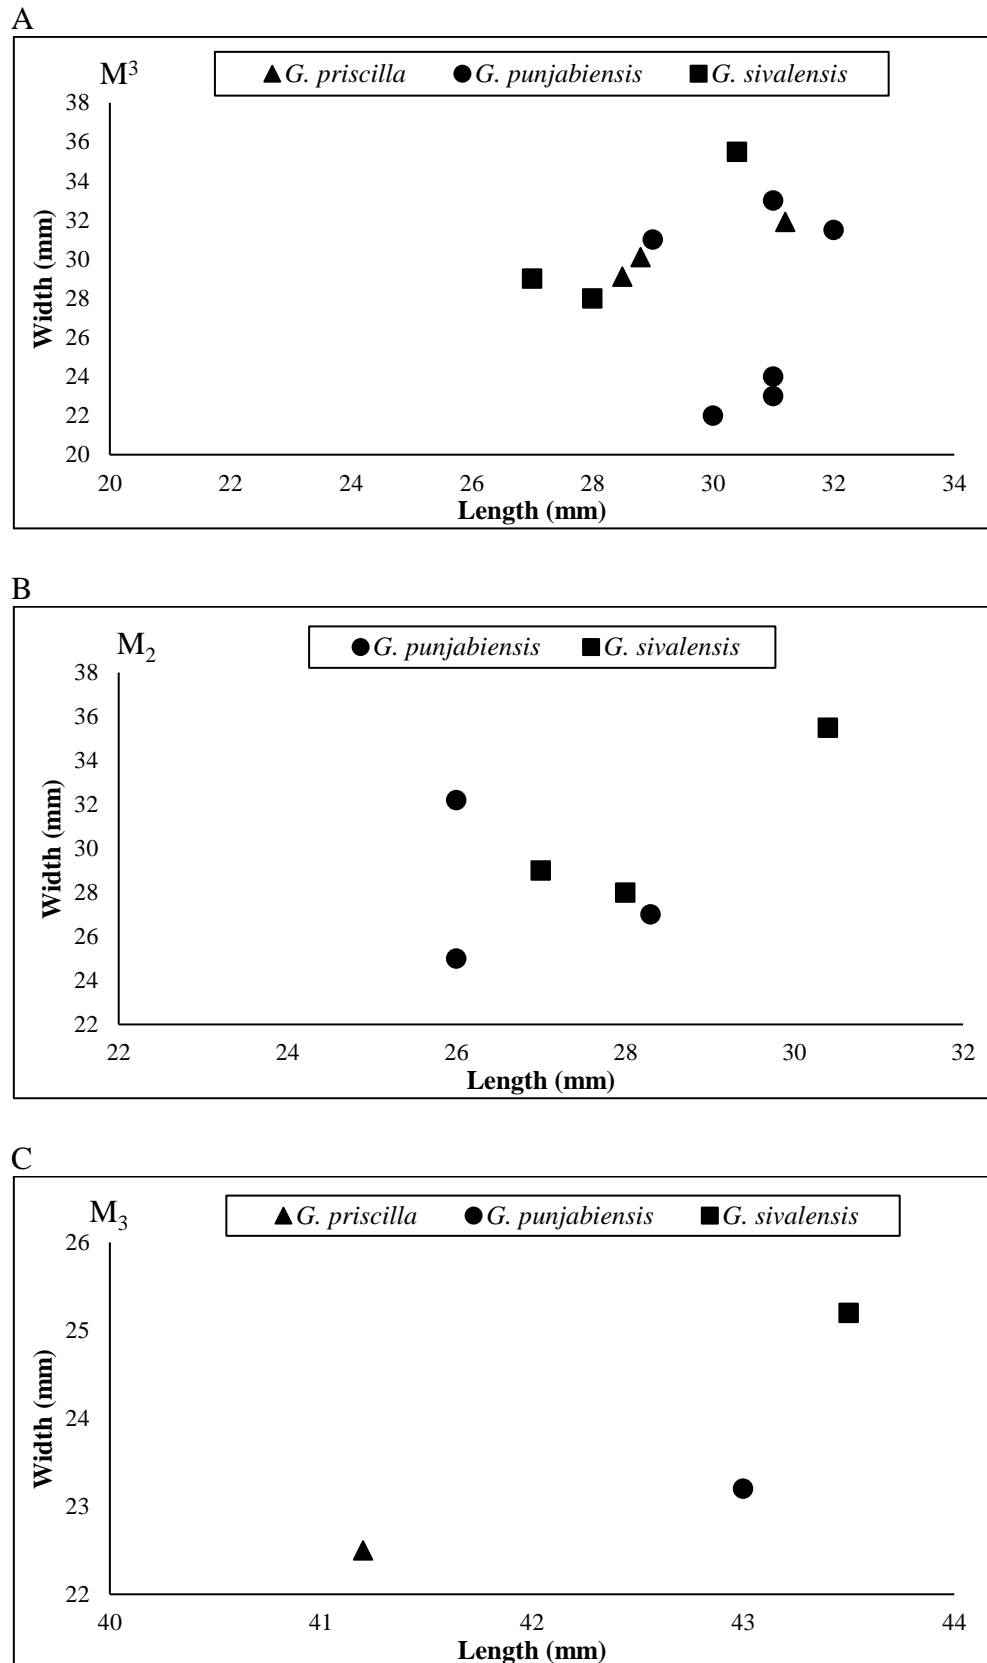 A
M³
G. priscilla G. punjabiensis G. sivalensis
38
36
34
32
30
28
26
24
22
20
Width (mm)
20 22 24 26 28 30 32 34
Length (mm)
B
M₂
G. punjabiensis G. sivalensis
38
36
34
32
30
28
26
24
22
Width (mm)
22 24 26 28 30 32
Length (mm)
C
M₃
G. priscilla G. punjabiensis G. sivalensis
26
25
24
23
22
Width (mm)
40 41 42 43 44
Length (mm)